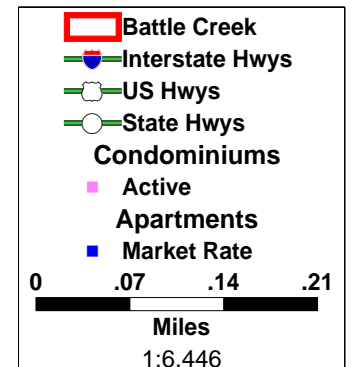 Battle Creek
Interstate Hwys
US Hwys
State Hwys
Condominiums
Active
Apartments
Market Rate
0 .07 .14 .21
Miles
1:6,446